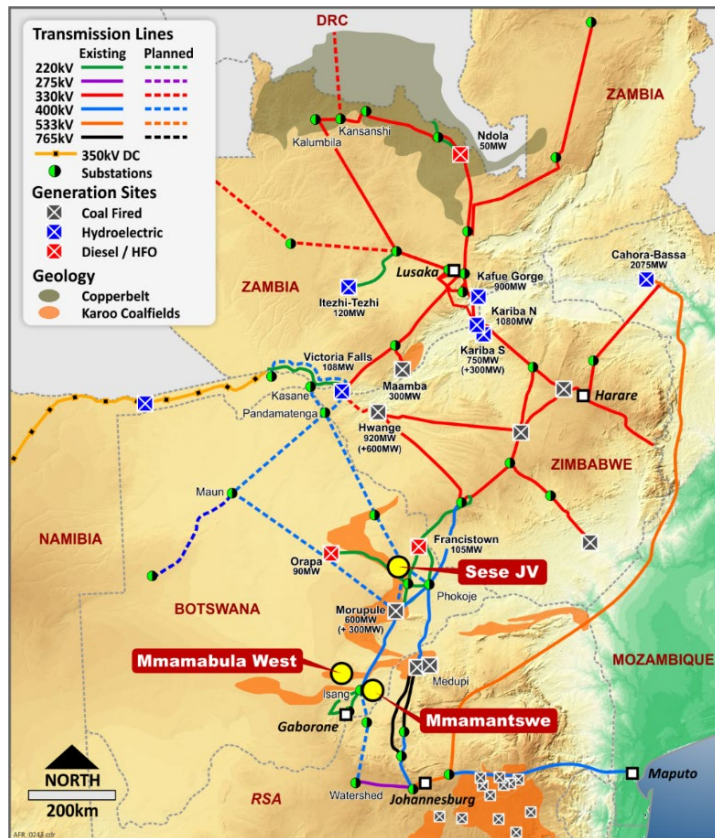 Transmission Lines
Existing Planned
220kV
275kV
330kV
400kV
533kV
765kV
350kV DC
Substations
Generation Sites
Coal Fired
Hydroelectric
Diesel / HFO
Geology
Copperbelt
Karoo Coalfields
DRC
ZAMBIA
Kansanshi
Kalumbila
Ndola
50MW
Lusaka
Kafue Gorge
900MW
Cahora-Bassa
2075MW
ZAMBIA
Itezhi-Tezhi
120MW
Kariba N
1080MW
Kariba S
750MW
(+300MW)
Victoria Falls
108MW
Maamba
300MW
Kasane
Pandamatenga
Harare
Hwange
920MW
(+600MW)
ZIMBABWE
Maun
NAMIBIA
Francistown
105MW
Orapa
90MW
Sese JV
Phokoje
BOTSWANA
Morupule
600MW
(+ 300MW)
Mmamabula West
Medupi
MOZAMBIQUE
Isang
Mmamantswe
Gaborone
NORTH
200km
RSA
Watershed
Johannesburg
Maputo
AFR_0243.cdr